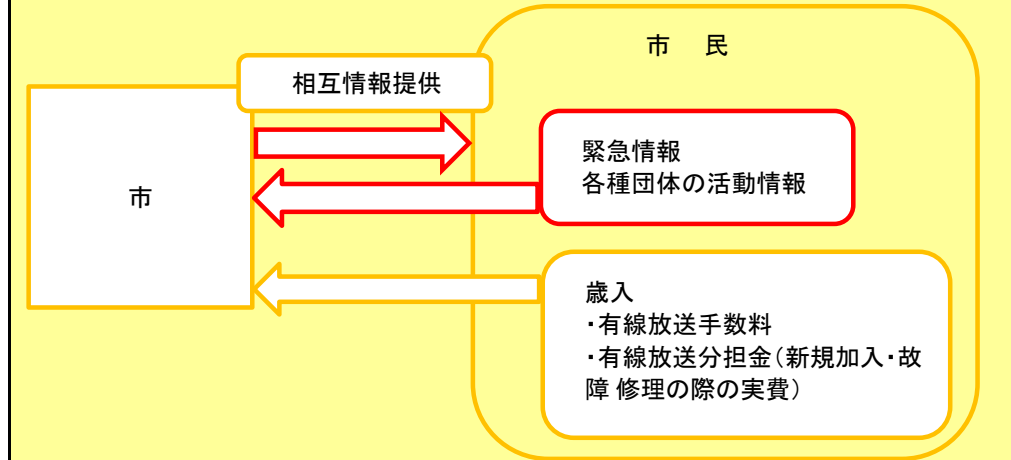 市　民
相互情報提供
緊急情報
各種団体の活動情報
市
歳入
・有線放送手数料
・有線放送分担金（新規加入・故
障 修理の際の実費）